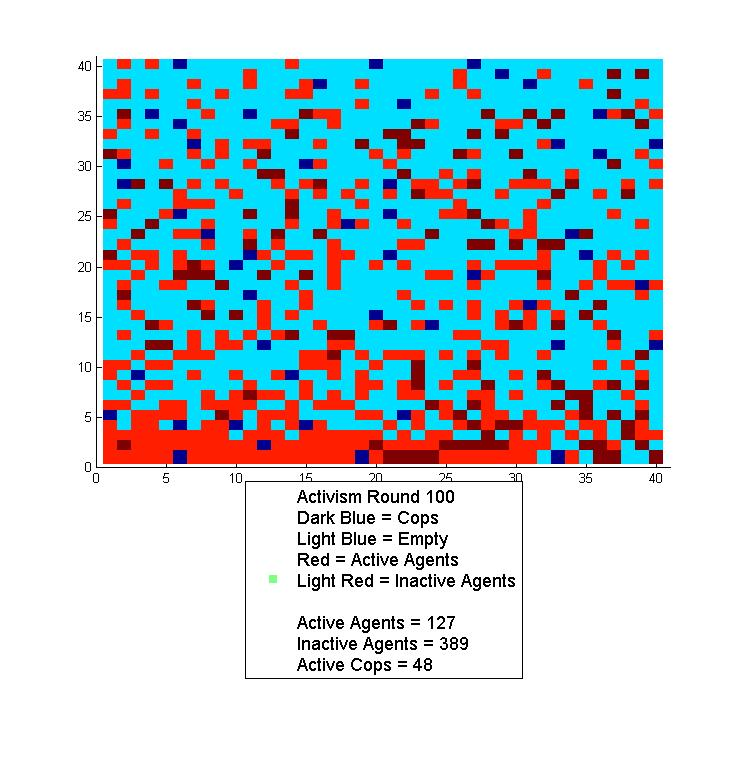 40
35
30
25
20
15
10
5
0
0 5 10 15 20 25 30 35 40
Activism Round 100
Dark Blue = Cops
Light Blue = Empty
Red = Active Agents
Light Red = Inactive Agents
Active Agents = 127
Inactive Agents = 389
Active Cops = 48